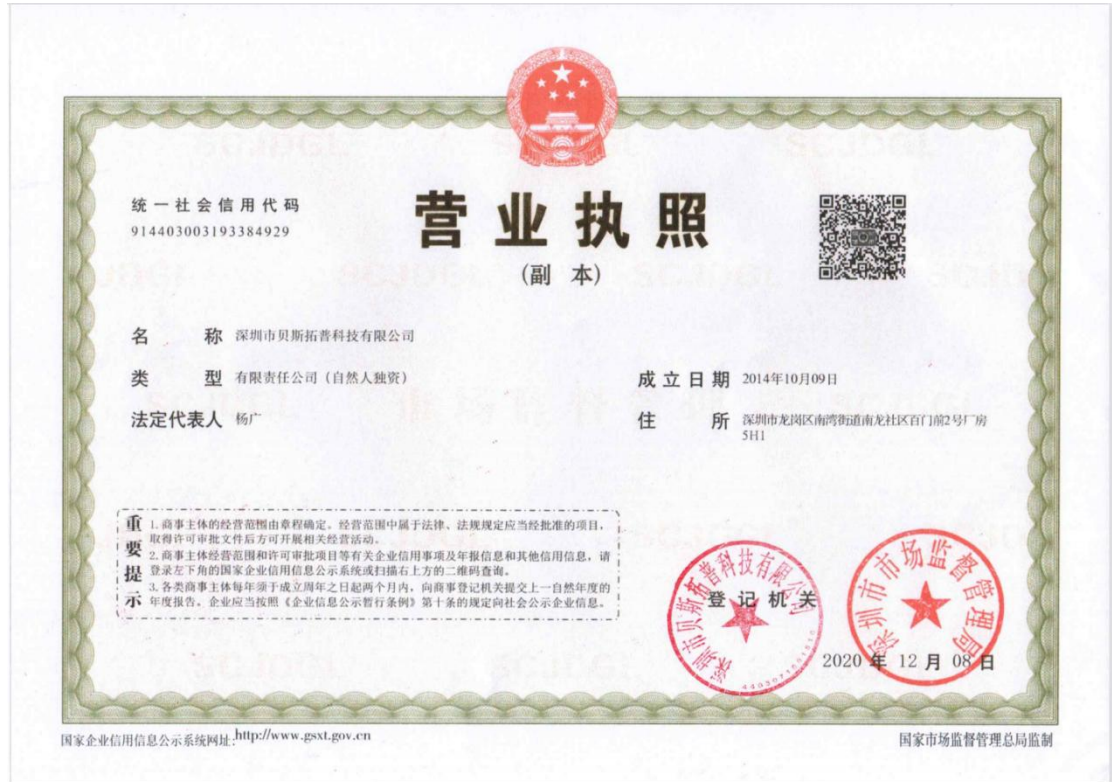 统一社会信用代码
914403003193384929
营业执照
(副 本)
名 称 深圳市贝斯拓普科技有限公司
类 型 有限责任公司(自然人独资)
法定代表人 杨广
成立日期 2014年10月09日
住 所 深圳市龙岗区南湾街道南龙社区百门前2号厂房
5H1
重要提示
1. 商事主体的经营范围由章程确定。经营范围中属于法律、法规规定应当经批准的项目,
取得许可审批文件后方可开展相关经营活动。
2. 商事主体经营范围和许可审批项目等有关企业信用事项及年报信息和其他信用信息,请
登录左下角的国家企业信用信息公示系统或扫描右上方的二维码查询。
3. 各类商事主体每年须于成立周年之日起两个月内,向商事登记机关提交上一自然年度的
年度报告。企业应当按照《企业信息公示暂行条例》第十条的规定向社会公示企业信息。
深圳市贝斯拓普科技有限公司
登记机关
深圳市市场监督管理局
2020 年 12 月 08 日
国家企业信用信息公示系统网址:http://www.gsxt.gov.cn
国家市场监督管理总局监制